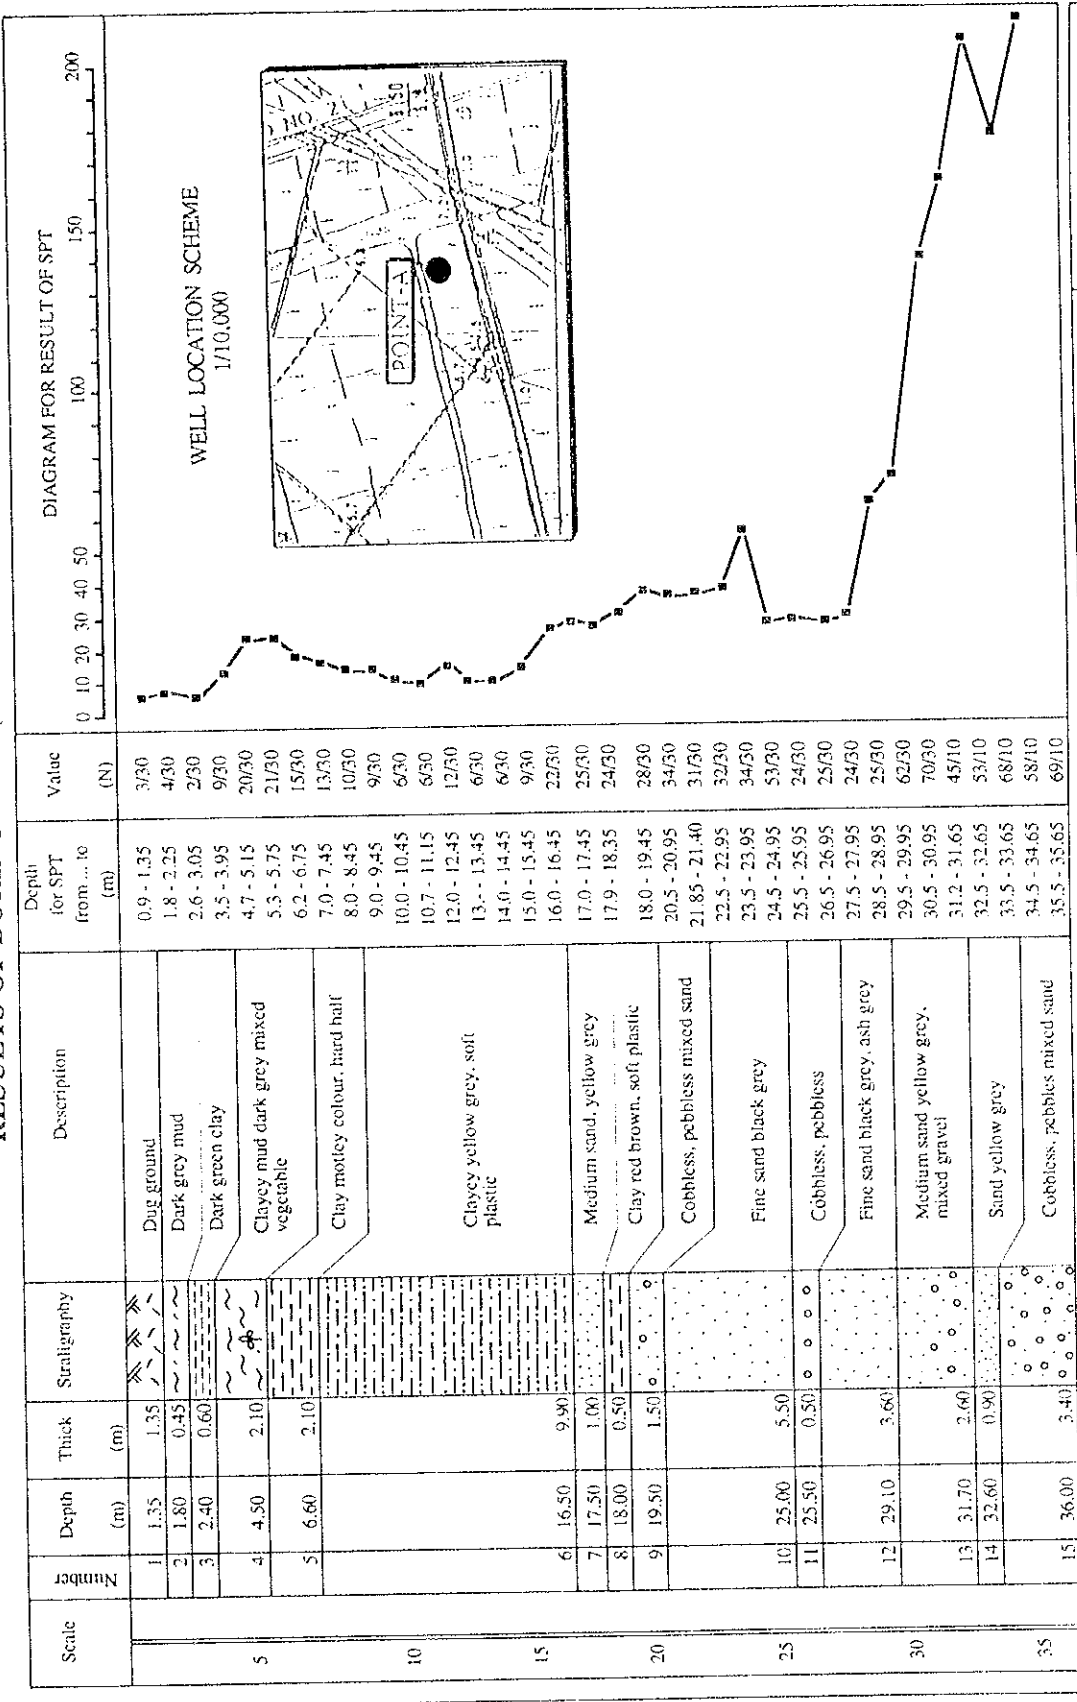 DIAGRAM FOR RESULT OF SPT
Scale
Number
Depth
(m)
Thick
(m)
Straligraphy
Description
Depth
for SPT
from ... to
(m)
Value
(N)
0 10 20 30 40 50 100 150 200
5
10
15
20
25
30
35
1 1.35 1.35 Dug ground
2 1.80 0.45 Dark grey mud
3 2.40 0.60 Dark green clay
4 4.50 2.10 Clayey mud dark grey mixed
vegetable
5 6.60 2.10 Clay motley colour, hard half
6 16.50 9.90 Clayey yellow grey, soft
plastic
7 17.50 1.00 Medium sand, yellow grey
8 18.00 0.50 Clay red brown, soft plastic
9 19.50 1.50 Cobbless, pebbless mixed sand
10 25.00 5.50 Fine sand black grey
11 25.50 0.50 Cobbless, pebbless
12 29.10 3.60 Fine sand black grey, ash grey
13 31.70 2.60 Medium sand yellow grey,
mixed gravel
14 32.60 0.90 Sand yellow grey
15 36.00 3.40 Cobbless, pebbles mixed sand
0.9 - 1.35 3/30
1.8 - 2.25 4/30
2.6 - 3.05 2/30
3.5 - 3.95 9/30
4.7 - 5.15 20/30
5.3 - 5.75 21/30
6.2 - 6.75 15/30
7.0 - 7.45 13/30
8.0 - 8.45 10/30
9.0 - 9.45 9/30
10.0 - 10.45 6/30
10.7 - 11.15 6/30
12.0 - 12.45 12/30
13.- - 13.45 6/30
14.0 - 14.45 6/30
15.0 - 15.45 9/30
16.0 - 16.45 22/30
17.0 - 17.45 25/30
17.9 - 18.35 24/30
18.0 - 19.45 28/30
20.5 - 20.95 34/30
21.85 - 21.40 31/30
22.5 - 22.95 32/30
23.5 - 23.95 34/30
24.5 - 24.95 53/30
25.5 - 25.95 24/30
26.5 - 26.95 25/30
27.5 - 27.95 24/30
28.5 - 28.95 25/30
29.5 - 29.95 62/30
30.5 - 30.95 70/30
31.2 - 31.65 45/10
32.5 - 32.65 53/10
33.5 - 33.65 68/10
34.5 - 34.65 58/10
35.5 - 35.65 69/10
WELL LOCATION SCHEME
1/10,000
POINT-A